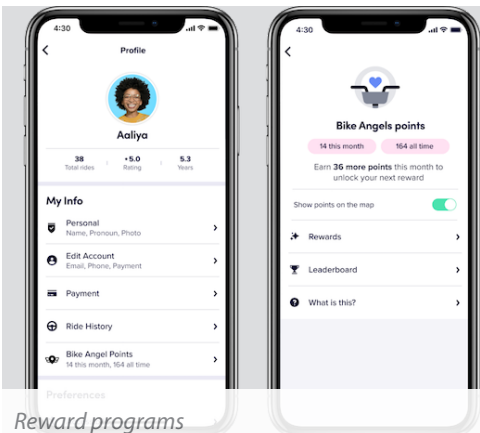 4:30
Profile
Aaliya
38
Total rides
⋆5.0
Rating
5.3
Years
My Info
Personal
Name, Pronoun, Photo
Edit Account
Email, Phone, Payment
Payment
Ride History
Bike Angel Points
14 this month, 164 all time
Preferences
4:30
Bike Angels points
14 this month
164 all time
Earn 36 more points this month to
unlock your next reward
Show points on the map
Rewards
Leaderboard
What is this?
Reward programs